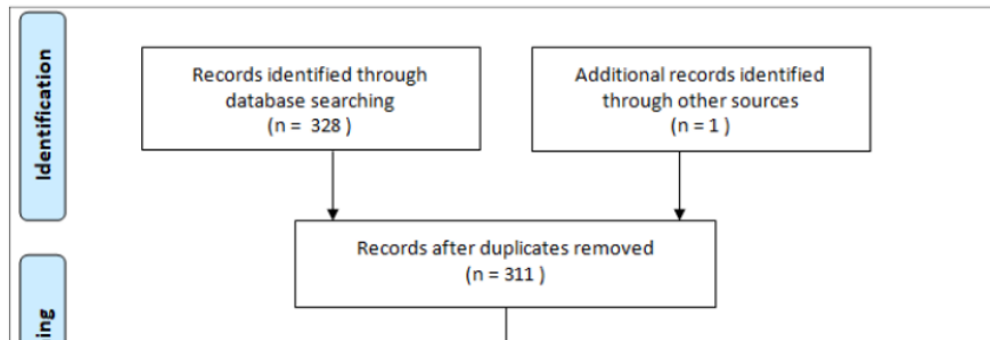 Identification
Records identified through
database searching
(n = 328 )
Additional records identified
through other sources
(n = 1 )
Records after duplicates removed
(n = 311 )